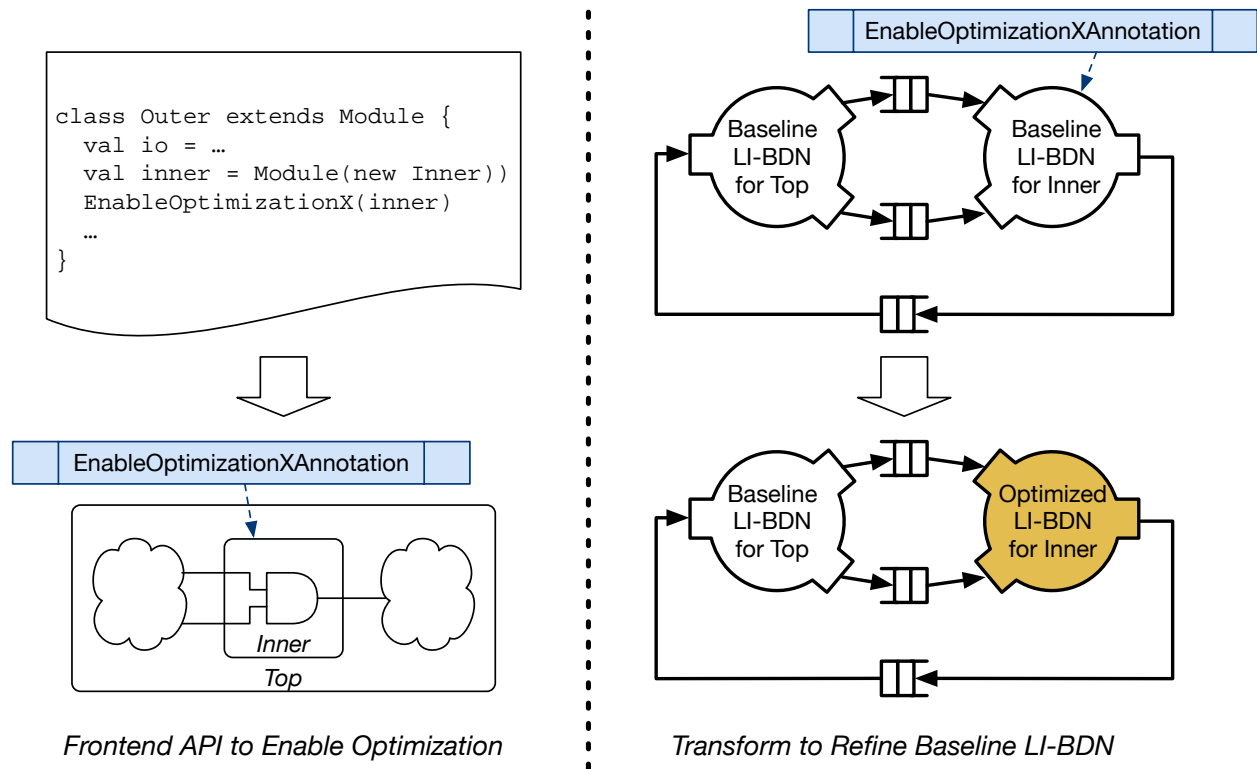 class Outer extends Module {
val io = …
val inner = Module(new Inner))
EnableOptimizationX(inner)
…
}
EnableOptimizationXAnnotation
Inner
Top
Frontend API to Enable Optimization
EnableOptimizationXAnnotation
Baseline
LI-BDN
for Top
Baseline
LI-BDN
for Inner
Baseline
LI-BDN
for Top
Optimized
LI-BDN
for Inner
Transform to Refine Baseline LI-BDN